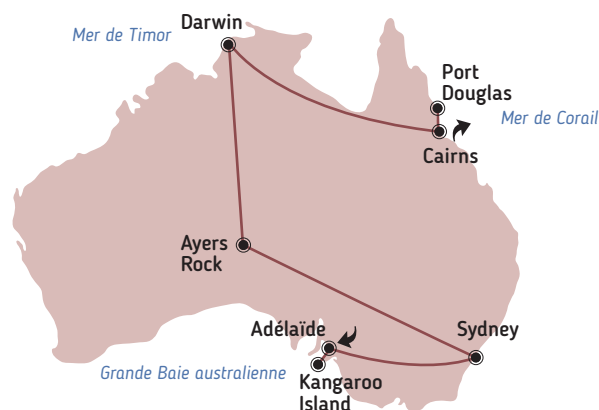 Darwin
Mer de Timor
Port
Douglas
Mer de Corail
Cairns
Ayers
Rock
Adélaïde
Sydney
Grande Baie australienne
Kangaroo
Island